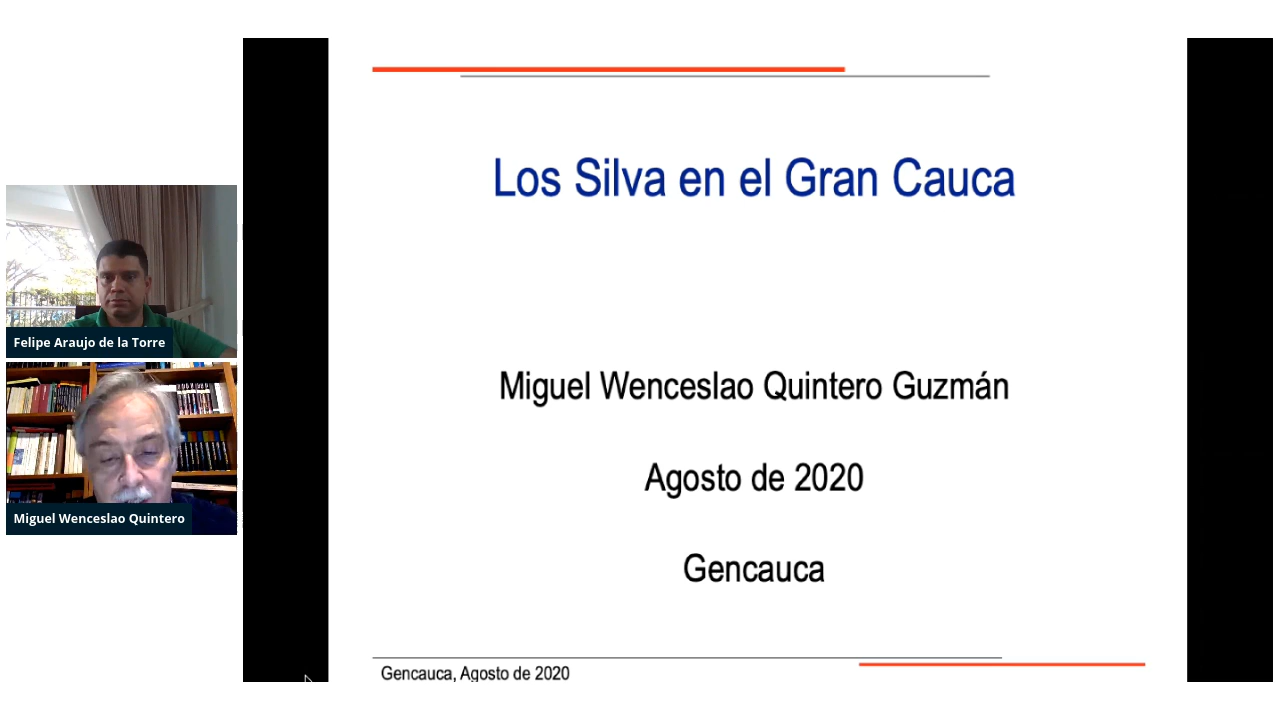 Los Silva en el Gran Cauca
Felipe Araujo de la Torre
Miguel Wenceslao Quintero Guzmán
Agosto de 2020
Miguel Wenceslao Quintero
Gencauca
Gencauca, Agosto de 2020